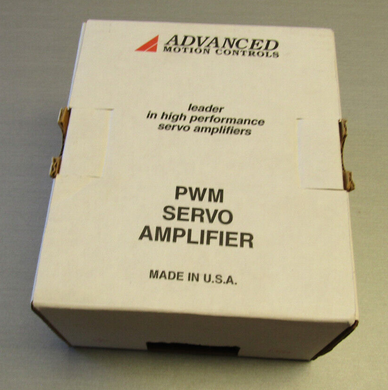 ADVANCED
MOTION CONTROLS
leader
in high performance
servo amplifiers
PWM
SERVO
AMPLIFIER
MADE IN U.S.A.